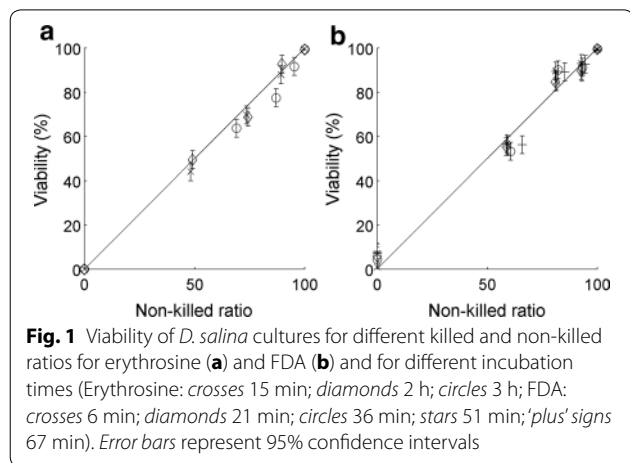 a
b
100
80
60
40
20
0
Viability (%)
0
50
100
Non-killed ratio
100
80
60
40
20
0
Viability (%)
0
50
100
Non-killed ratio
Fig. 1 Viability of D. salina cultures for different killed and non-killed
ratios for erythrosine (a) and FDA (b) and for different incubation
times (Erythrosine: crosses 15 min; diamonds 2 h; circles 3 h; FDA:
crosses 6 min; diamonds 21 min; circles 36 min; stars 51 min; ‘plus’ signs
67 min). Error bars represent 95% confidence intervals